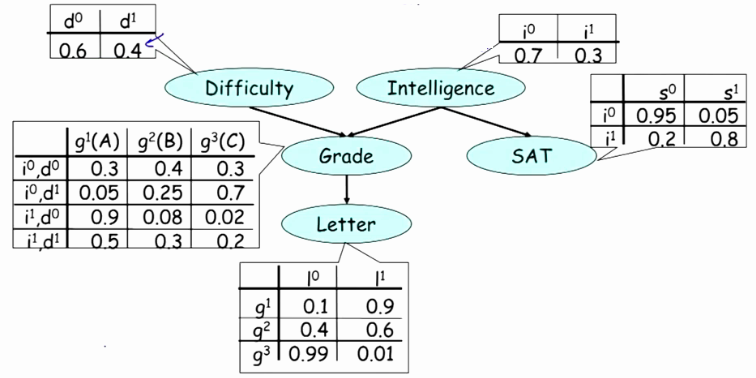 d⁰ d¹
0.6 0.4
i⁰ i¹
0.7 0.3
Difficulty Intelligence
s⁰ s¹
i⁰ 0.95 0.05
i¹ 0.2 0.8
g¹(A) g²(B) g³(C)
i⁰,d⁰ 0.3 0.4 0.3
i⁰,d¹ 0.05 0.25 0.7
i¹,d⁰ 0.9 0.08 0.02
i¹,d¹ 0.5 0.3 0.2
Grade SAT
Letter
l⁰ l¹
g¹ 0.1 0.9
g² 0.4 0.6
g³ 0.99 0.01